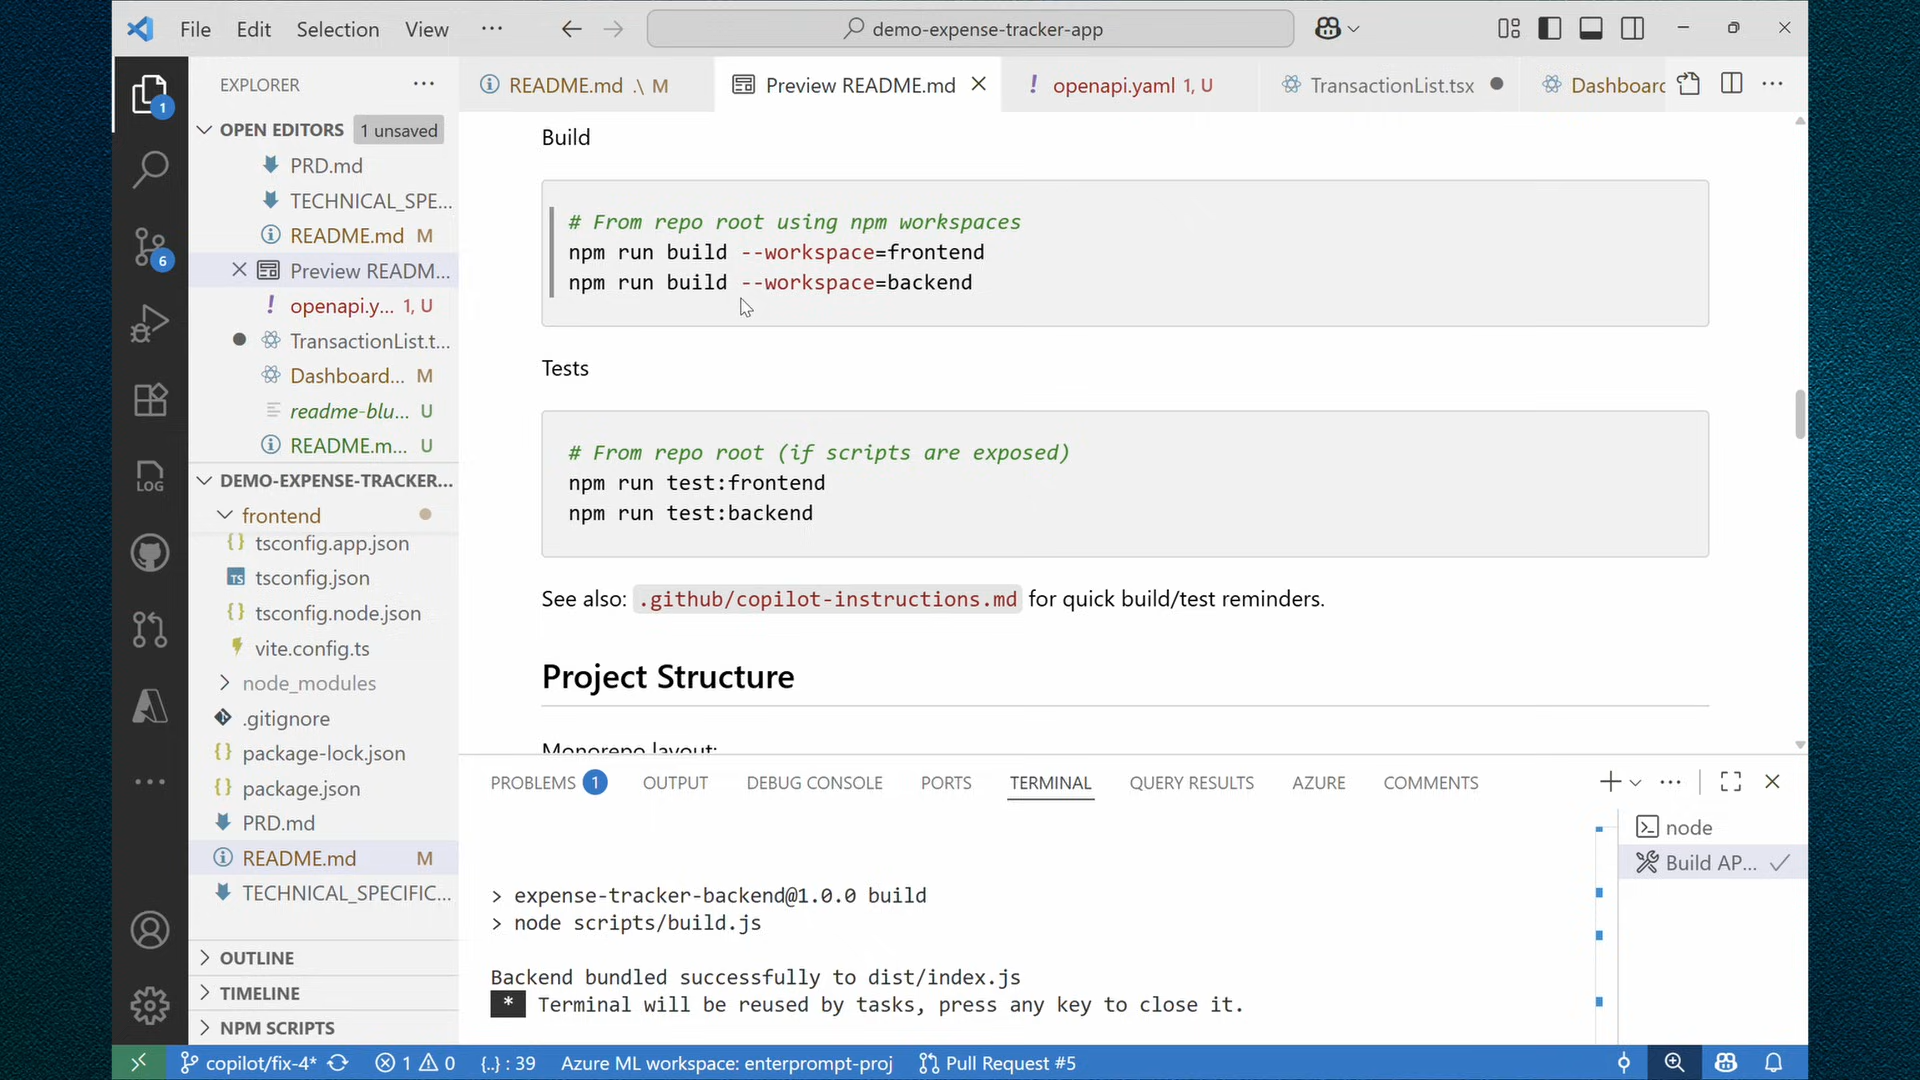 File Edit Selection View ···
demo-expense-tracker-app
EXPLORER ···
README.md .\ M
Preview README.md
! openapi.yaml 1, U
TransactionList.tsx
Dashboard
···
OPEN EDITORS 1 unsaved
PRD.md
TECHNICAL_SPE...
README.md M
Preview READM...
! openapi.y... 1, U
TransactionList.t...
Dashboard... M
readme-blu... U
README.m... U
DEMO-EXPENSE-TRACKER...
frontend
{} tsconfig.app.json
TS tsconfig.json
{} tsconfig.node.json
vite.config.ts
node_modules
.gitignore
{} package-lock.json
{} package.json
PRD.md
README.md M
TECHNICAL_SPECIFIC...
OUTLINE
TIMELINE
NPM SCRIPTS
1
6
LOG
Build
# From repo root using npm workspaces
npm run build --workspace=frontend
npm run build --workspace=backend
Tests
# From repo root (if scripts are exposed)
npm run test:frontend
npm run test:backend
See also: .github/copilot-instructions.md for quick build/test reminders.
Project Structure
Monorepo layout:
PROBLEMS 1 OUTPUT DEBUG CONSOLE PORTS TERMINAL QUERY RESULTS AZURE COMMENTS
> expense-tracker-backend@1.0.0 build
> node scripts/build.js
Backend bundled successfully to dist/index.js
* Terminal will be reused by tasks, press any key to close it.
node
Build AP...
copilot/fix-4* 1 0 {..} : 39 Azure ML workspace: enterprompt-proj Pull Request #5